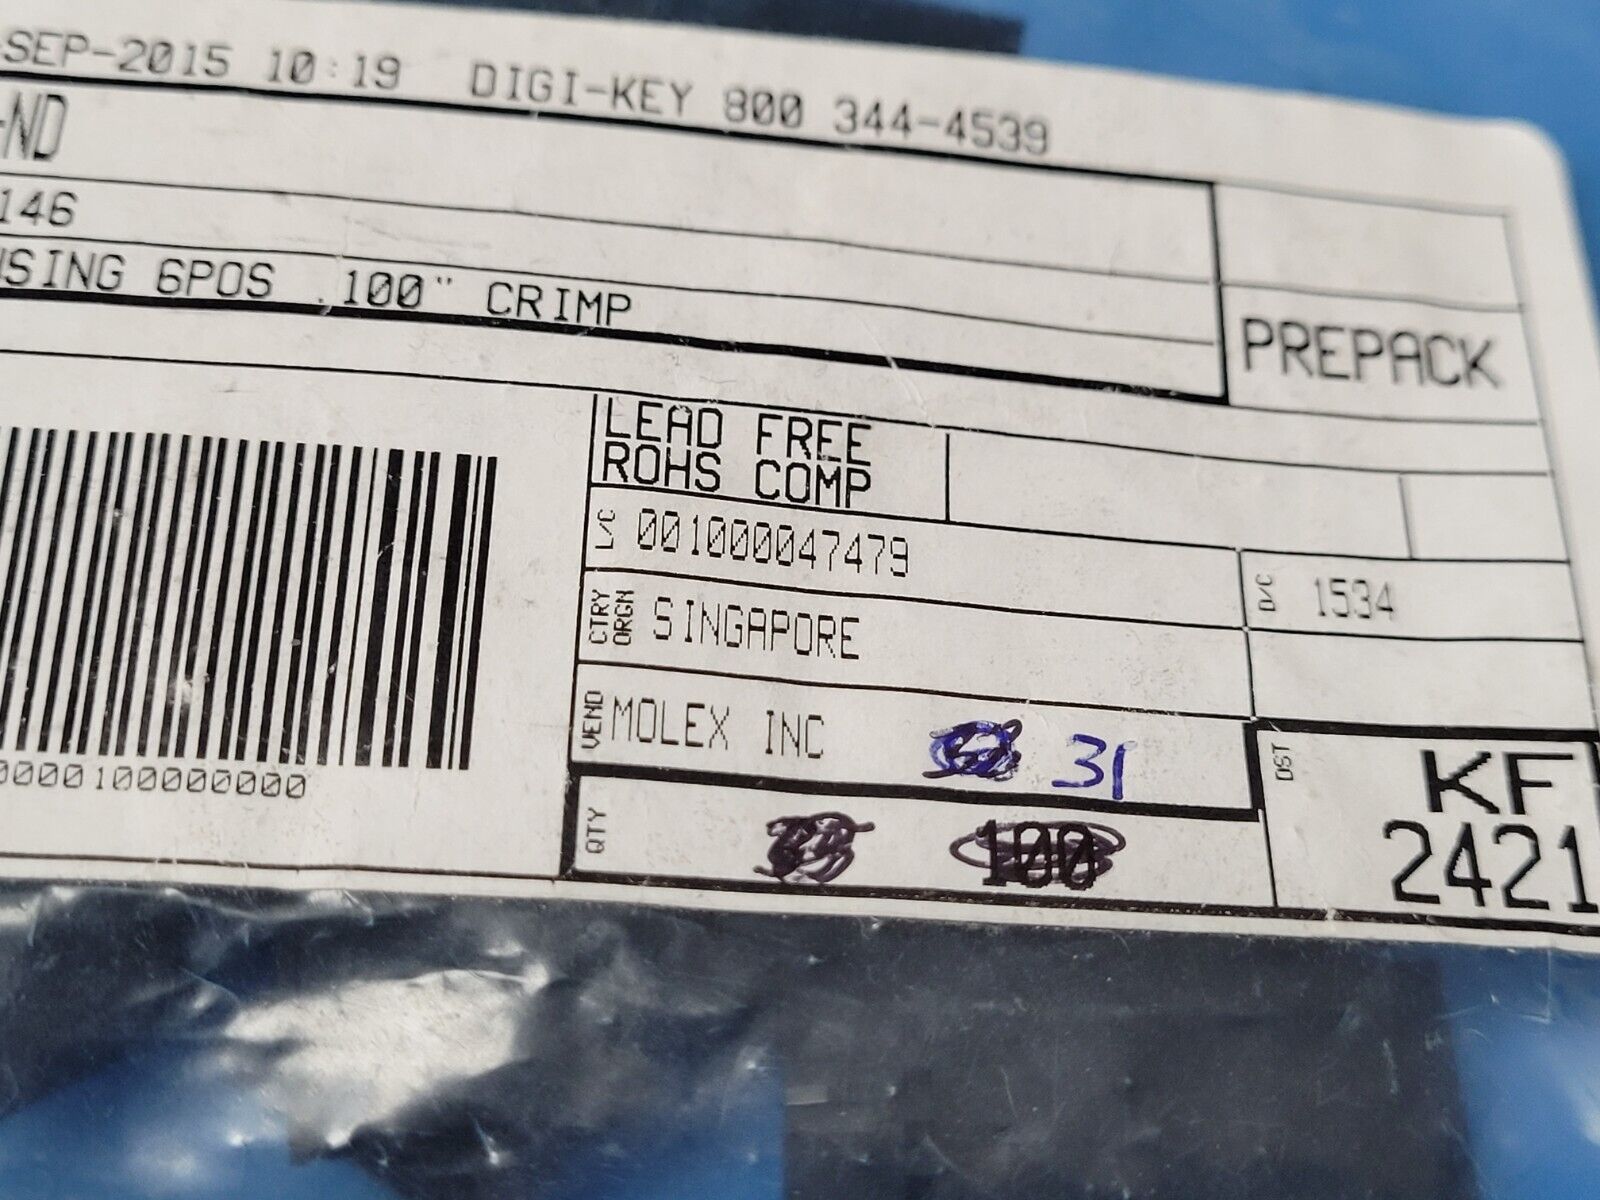 -SEP-2015 10:19 DIGI-KEY 800 344-4539
-ND
146
USING 6POS .100" CRIMP
PREPACK
LEAD FREE
ROHS COMP
L/C 001000047479
D/C 1534
CTRY ORGN SINGAPORE
VEND MOLEX INC 31
QTY 100
DST KF
2421
0000100000000